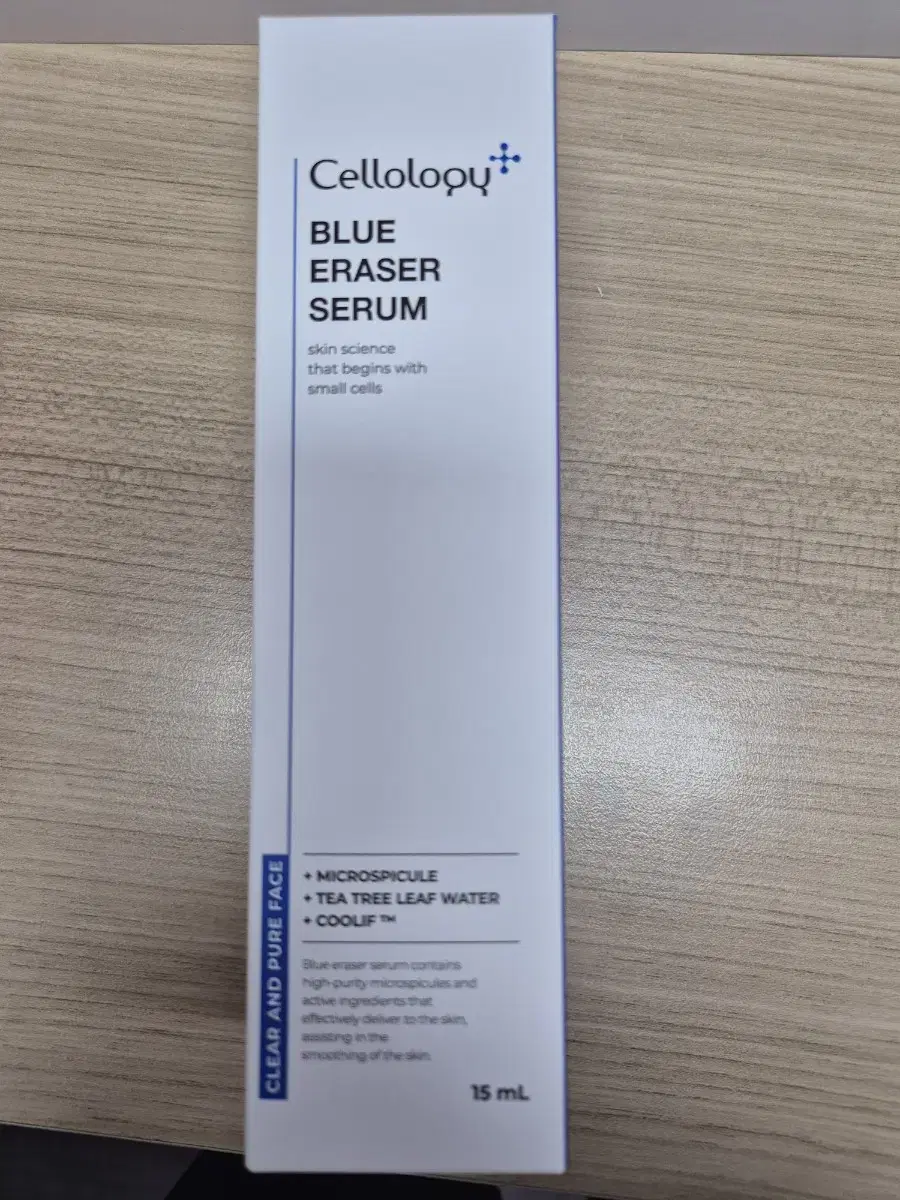 Cellology
BLUE
ERASER
SERUM
skin science
that begins with
small cells
CLEAR AND PURE FACE
+ MICROSPICULE
+ TEA TREE LEAF WATER
+ COOLIF™
Blue eraser serum contains
high-purity microspicules and
active ingredients that
effectively deliver to the skin,
assisting in the
smoothing of the skin.
15 mL